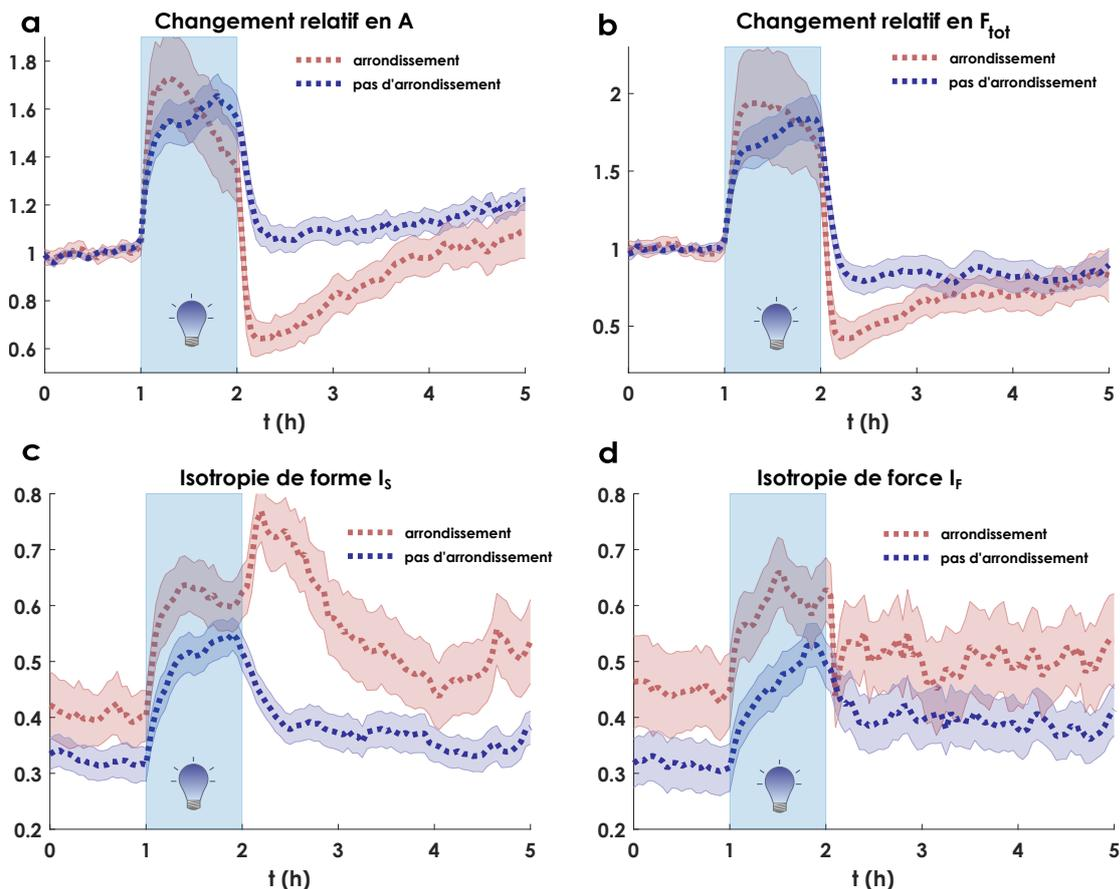 a
Changement relatif en A
arrondissement
pas d'arrondissement
1.8
1.6
1.4
1.2
1
0.8
0.6
0 1 2 3 4 5
t (h)
b
Changement relatif en F_tot
arrondissement
pas d'arrondissement
2
1.5
1
0.5
0 1 2 3 4 5
t (h)
c
Isotropie de forme I_S
arrondissement
pas d'arrondissement
0.8
0.7
0.6
0.5
0.4
0.3
0.2
0 1 2 3 4 5
t (h)
d
Isotropie de force I_F
arrondissement
pas d'arrondissement
0.8
0.7
0.6
0.5
0.4
0.3
0.2
0 1 2 3 4 5
t (h)